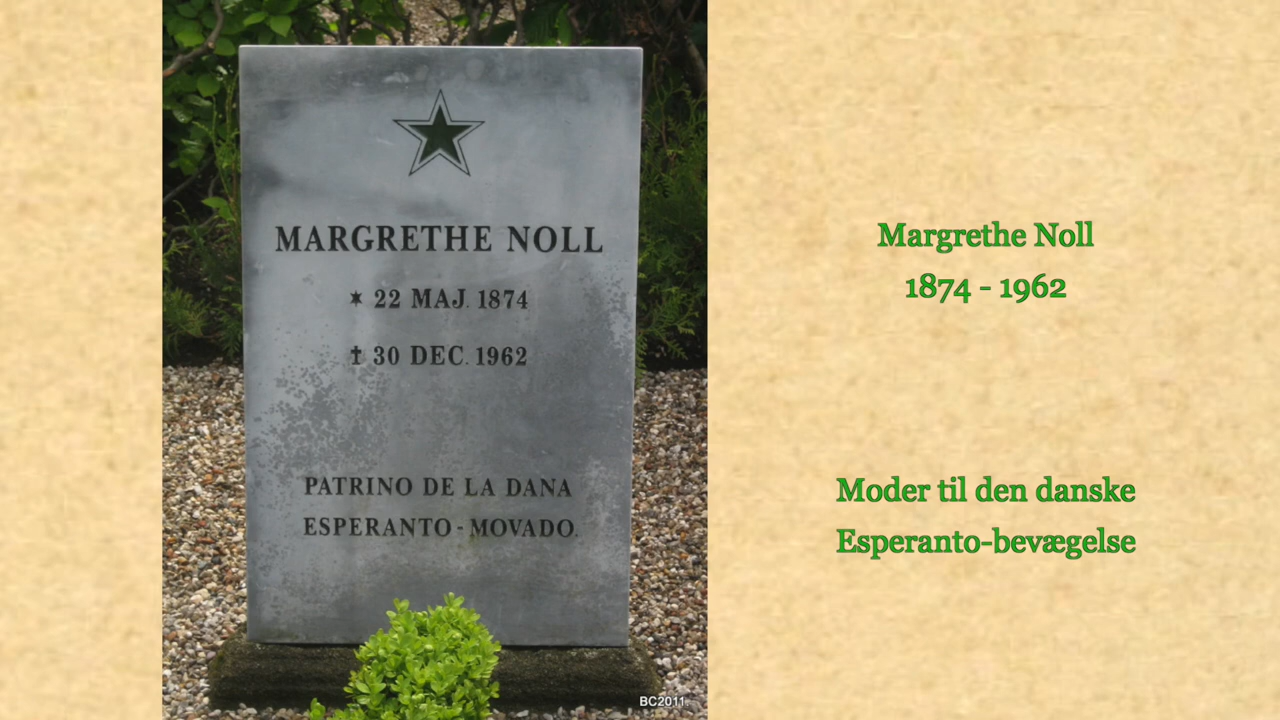 MARGRETHE NOLL
✶ 22 MAJ. 1874
✝ 30 DEC. 1962
PATRINO DE LA DANA
ESPERANTO - MOVADO.
BC2011
Margrethe Noll
1874 - 1962
Moder til den danske
Esperanto-bevægelse